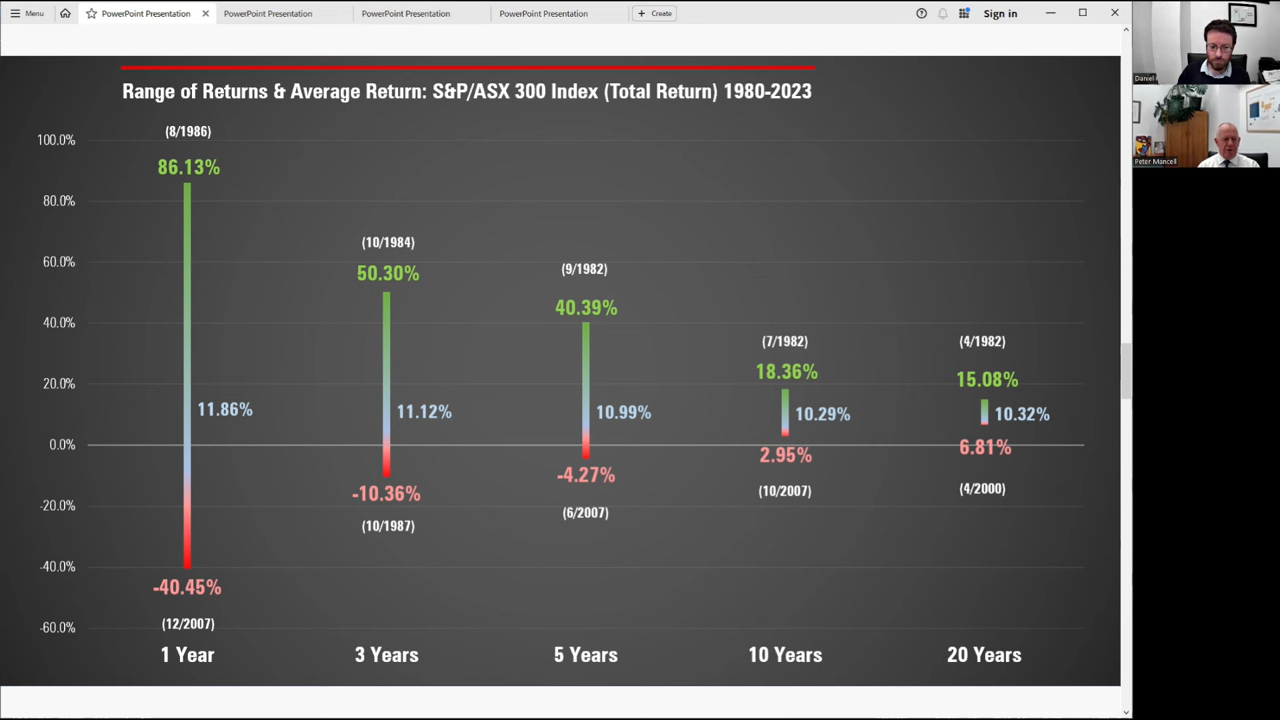 Menu
PowerPoint Presentation
PowerPoint Presentation
PowerPoint Presentation
PowerPoint Presentation
+ Create
Sign in
Range of Returns & Average Return: S&P/ASX 300 Index (Total Return) 1980-2023
100.0%
80.0%
60.0%
40.0%
20.0%
0.0%
-20.0%
-40.0%
-60.0%
(8/1986)
86.13%
11.86%
-40.45%
(12/2007)
1 Year
(10/1984)
50.30%
11.12%
-10.36%
(10/1987)
3 Years
(9/1982)
40.39%
10.99%
-4.27%
(6/2007)
5 Years
(7/1982)
18.36%
10.29%
2.95%
(10/2007)
10 Years
(4/1982)
15.08%
10.32%
6.81%
(4/2000)
20 Years
Daniel
Peter Mancell